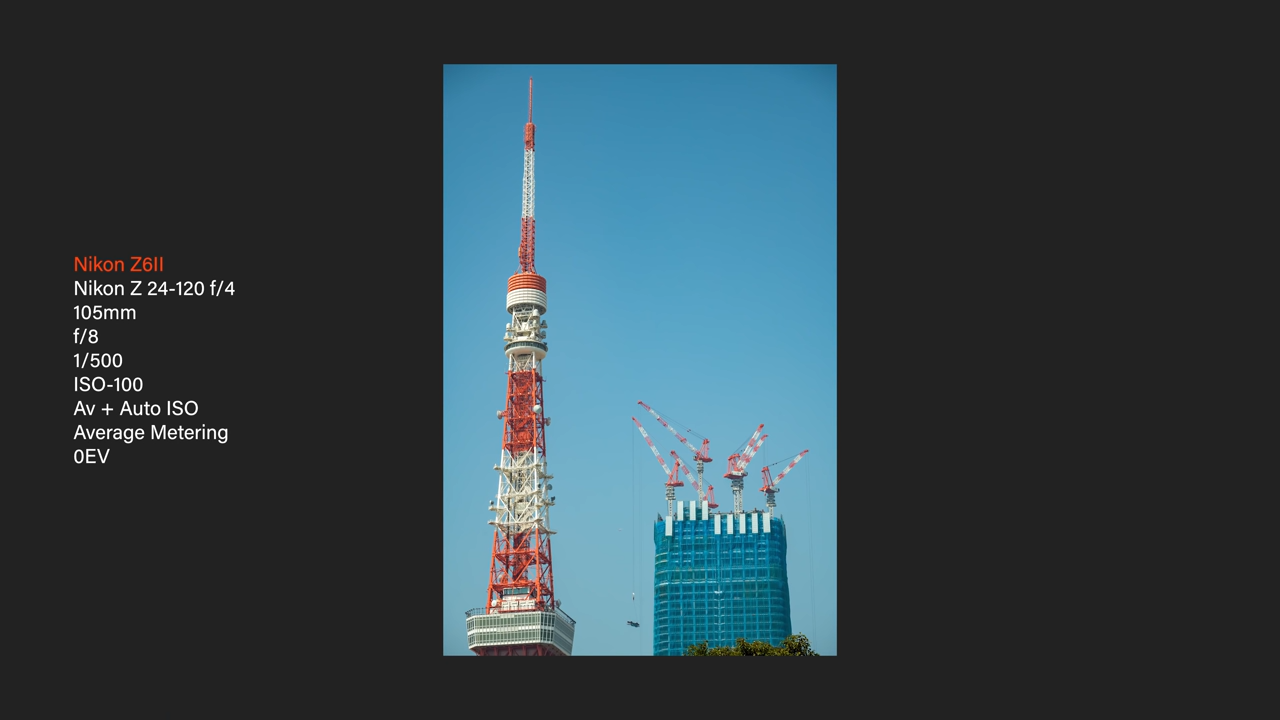 Nikon Z6II
Nikon Z 24-120 f/4
105mm
f/8
1/500
ISO-100
Av + Auto ISO
Average Metering
0EV